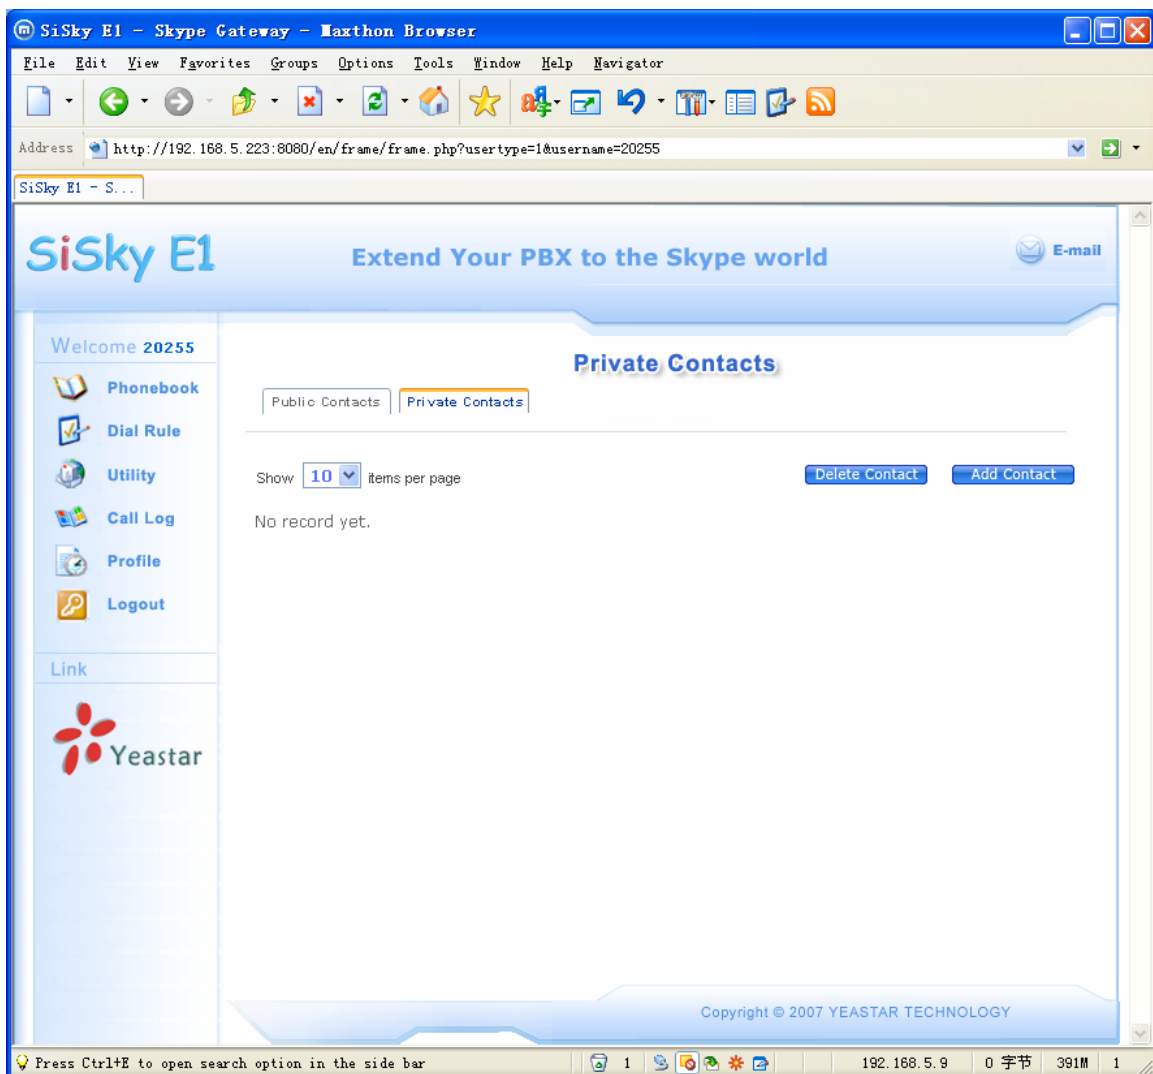 SiSky E1 - Skype Gateway - Maxthon Browser
File Edit View Favorites Groups Options Tools Window Help Navigator
Address http://192.168.5.223:8080/en/frame/frame.php?usertype=1&username=20255
SiSky E1 - S...
SiSky E1 Extend Your PBX to the Skype world E-mail
Welcome 20255
Private Contacts
Phonebook
Public Contacts Private Contacts
Dial Rule
Utility
Show 10 items per page Delete Contact Add Contact
Call Log
No record yet.
Profile
Logout
Link
Yeastar
Copyright © 2007 YEASTAR TECHNOLOGY
Press Ctrl+E to open search option in the side bar 1 192.168.5.9 0 字节 391M 1